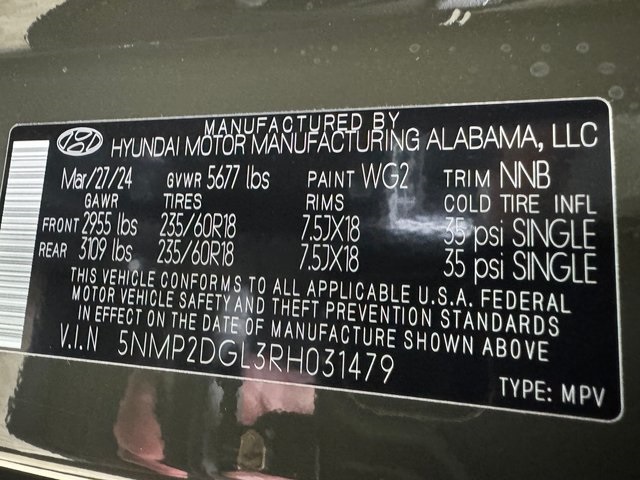 MANUFACTURED BY
HYUNDAI MOTOR MANUFACTURING ALABAMA, LLC
Mar/27/24 GVWR 5677 lbs PAINT WG2 TRIM NNB
GAWR TIRES RIMS COLD TIRE INFL
FRONT 2955 lbs 235/60R18 7.5JX18 35 psi SINGLE
REAR 3109 lbs 235/60R18 7.5JX18 35 psi SINGLE
THIS VEHICLE CONFORMS TO ALL APPLICABLE U.S.A. FEDERAL
MOTOR VEHICLE SAFETY AND THEFT PREVENTION STANDARDS
IN EFFECT ON THE DATE OF MANUFACTURE SHOWN ABOVE
V.I.N 5NMP2DGL3RH031479
TYPE: MPV